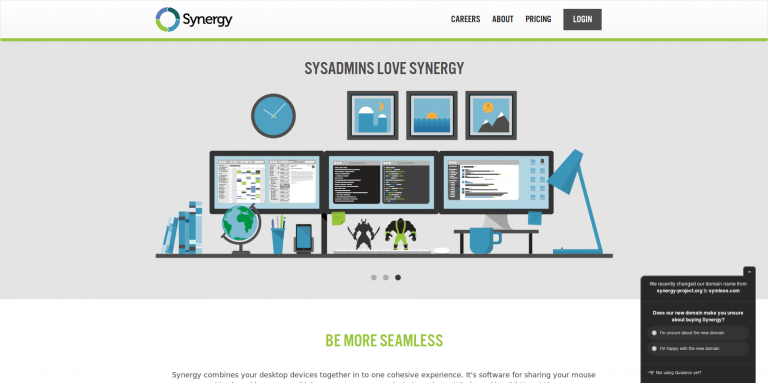 Synergy
CAREERS ABOUT PRICING LOGIN
SYSADMINS LOVE SYNERGY
We recently changed our domain name from
synergy-project.org to symless.com
Does our new domain make you unsure
about buying Synergy?
I'm unsure about the new domain
I'm happy with the new domain
Not using Qualaroo yet?
BE MORE SEAMLESS
Synergy combines your desktop devices together in to one cohesive experience. It's software for sharing your mouse